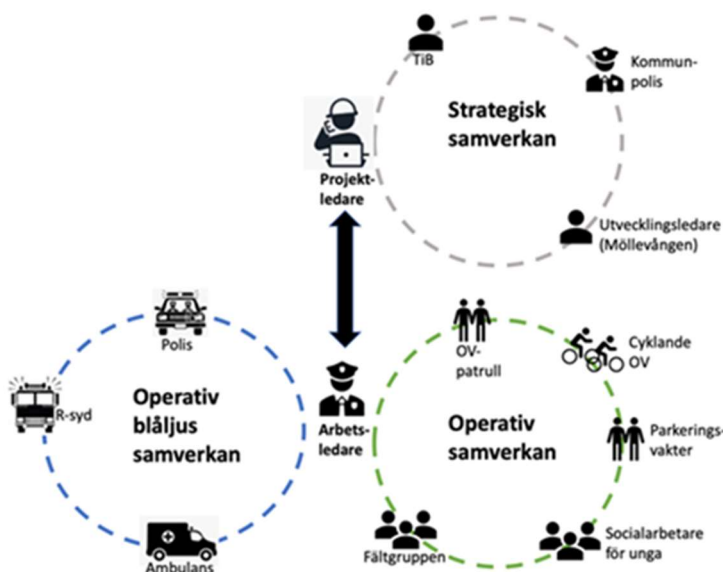 TiB
Kommun-
polis
Strategisk
samverkan
Projekt-
ledare
Utvecklingsledare
(Möllevången)
Polis
R-syd
Operativ
blåljus
samverkan
Ambulans
Arbets-
ledare
OV-
patrull
Cyklande
OV
Operativ
samverkan
Parkerings-
vakter
Fältgruppen
Socialarbetare
för unga